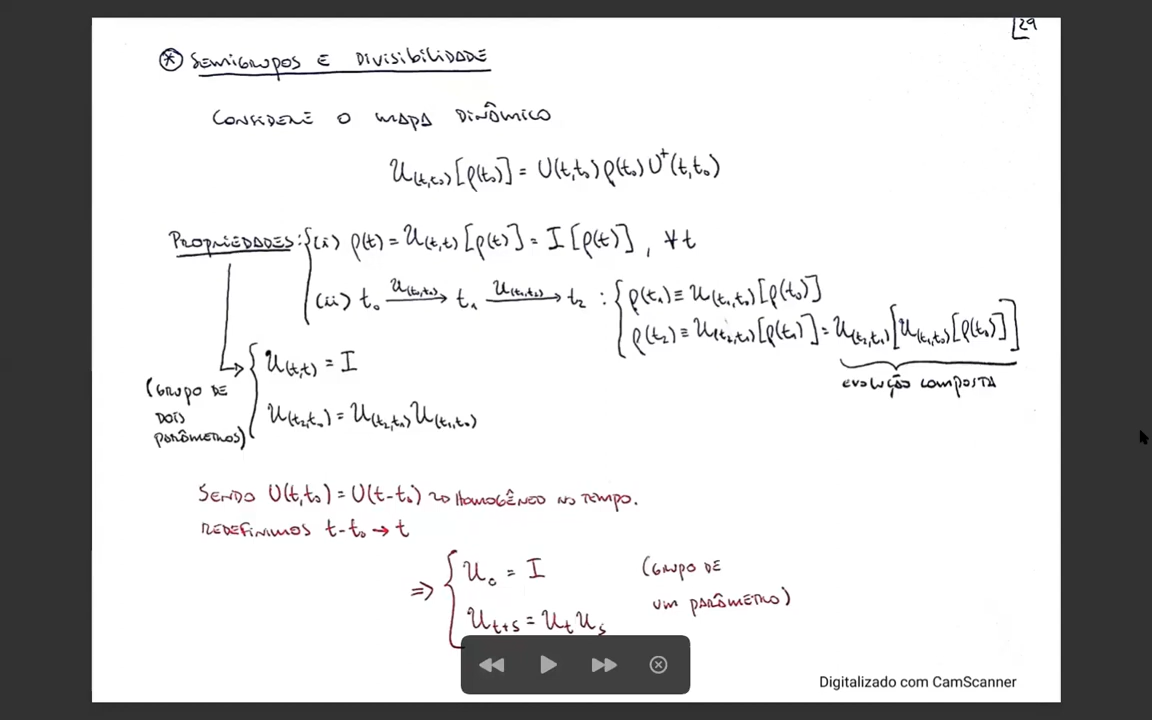 29
⊛ SEMIGRUPOS E DIVISIBILIDADE
CONSIDERE O MAPA DINÂMICO
𝒰(t,t₀)[ρ(t₀)] = U(t,t₀)ρ(t₀)U†(t,t₀)
PROPRIEDADES: { (i) ρ(t) = 𝒰(t,t)[ρ(t)] = I[ρ(t)], ∀t
(ii) t₀ —𝒰(t₁,t₀)→ t₁ —𝒰(t₂,t₁)→ t₂ : { ρ(t₁) ≡ 𝒰(t₁,t₀)[ρ(t₀)]
ρ(t₂) ≡ 𝒰(t₂,t₁)[ρ(t₁)] = 𝒰(t₂,t₁)[𝒰(t₁,t₀)[ρ(t₀)]]
EVOLUÇÃO COMPOSTA
(GRUPO DE DOIS PARÂMETROS)
{ 𝒰(t,t) = I
𝒰(t₂,t₀) = 𝒰(t₂,t₁)𝒰(t₁,t₀)
SENDO U(t,t₀) = U(t-t₀) ⤳ HOMOGÊNEO NO TEMPO.
REDEFINIMOS t-t₀ → t
⇒ { 𝒰₀ = I (GRUPO DE
𝒰t+s = 𝒰t𝒰s UM PARÂMETRO)
Digitalizado com CamScanner